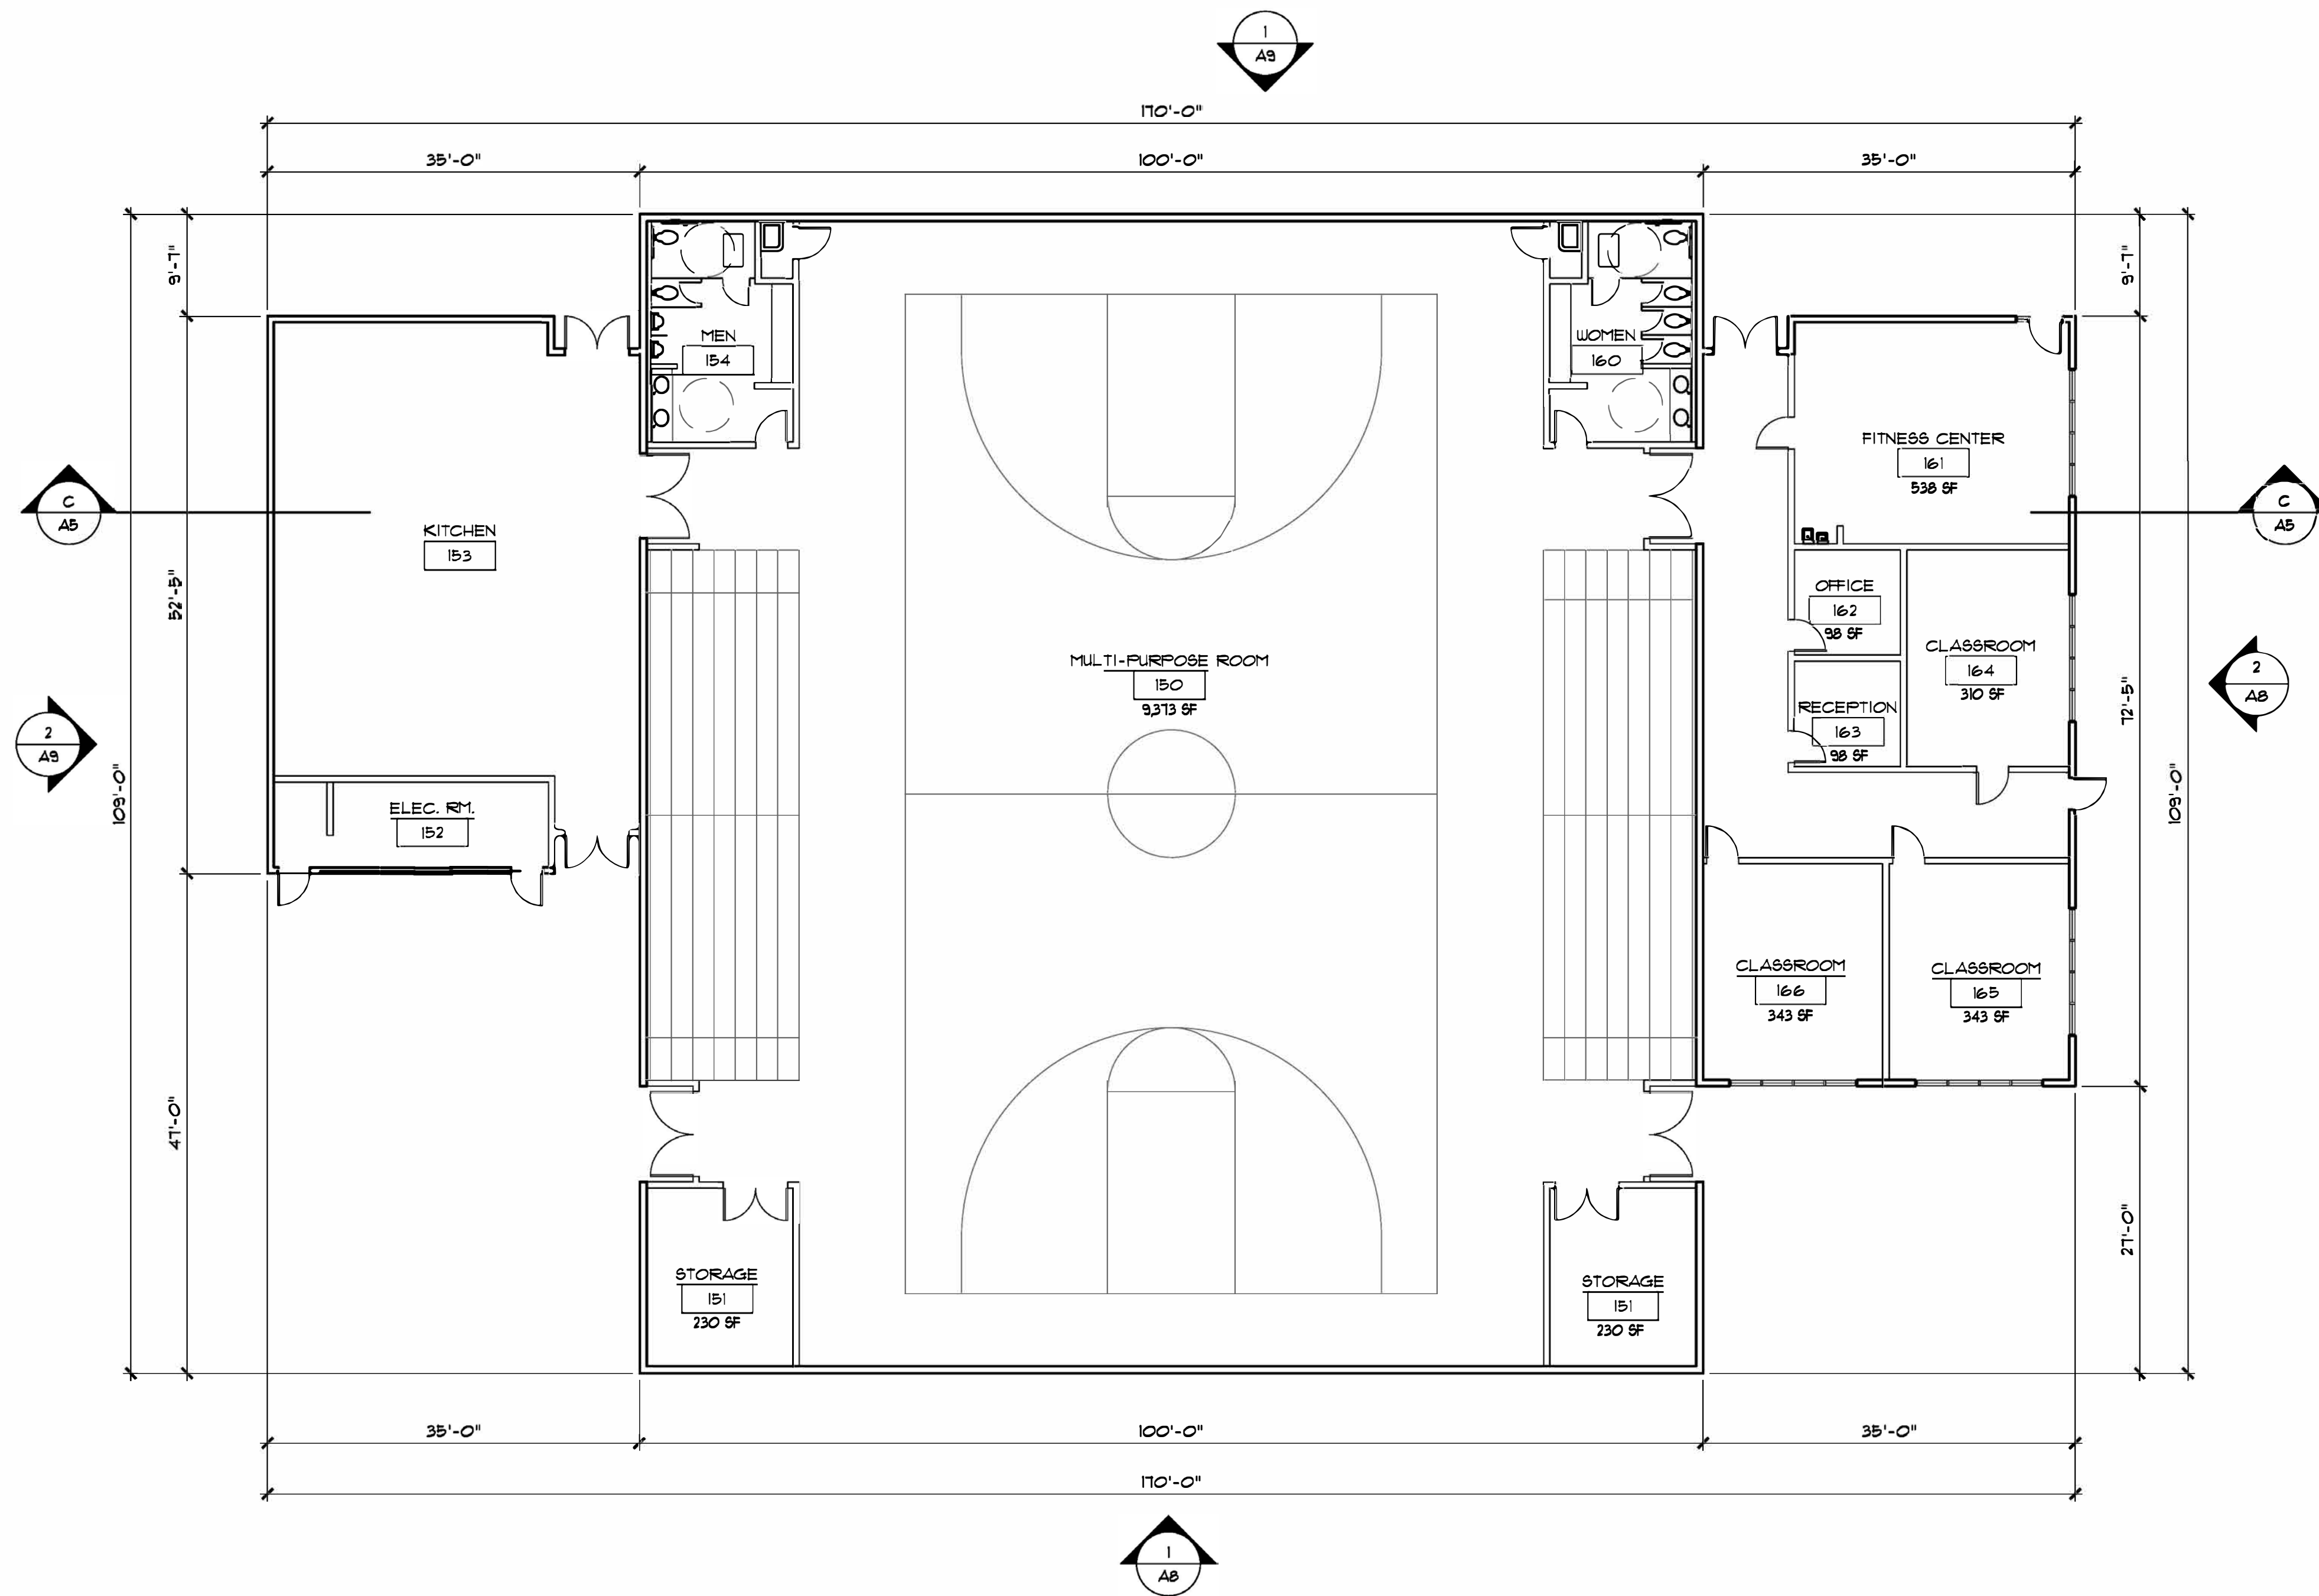 1
A9
170'-0"
35'-0"
100'-0"
35'-0"
9'-7"
9'-7"
MEN
154
WOMEN
160
FITNESS CENTER
161
538 SF
C
A5
C
A5
KITCHEN
153
52'-5"
OFFICE
162
98 SF
CLASSROOM
164
310 SF
MULTI-PURPOSE ROOM
150
9,373 SF
RECEPTION
163
98 SF
72'-5"
2
A8
2
A9
109'-0"
109'-0"
ELEC. RM.
152
CLASSROOM
166
343 SF
CLASSROOM
165
343 SF
47'-0"
27'-0"
STORAGE
151
230 SF
STORAGE
151
230 SF
35'-0"
100'-0"
35'-0"
170'-0"
1
A8